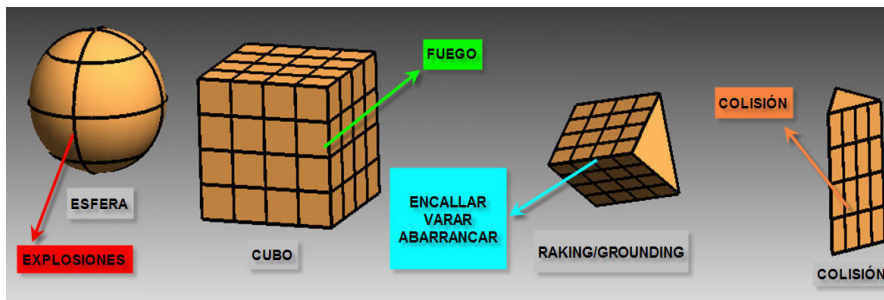 ESFERA
EXPLOSIONES
FUEGO
CUBO
ENCALLAR
VARAR
ABARRANCAR
RAKING/GROUNDING
COLISIÓN
COLISIÓN